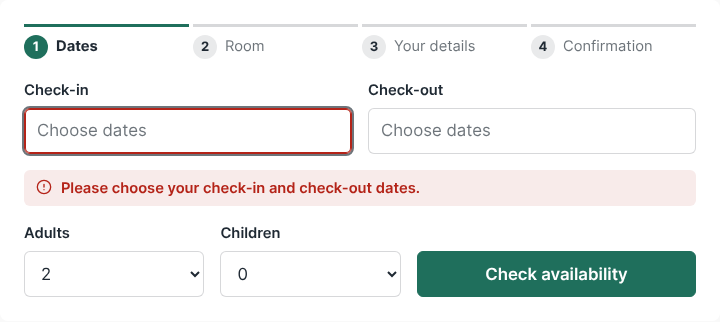 1 Dates 2 Room 3 Your details 4 Confirmation
Check-in Check-out
Choose dates Choose dates
Please choose your check-in and check-out dates.
Adults Children
2 0 Check availability